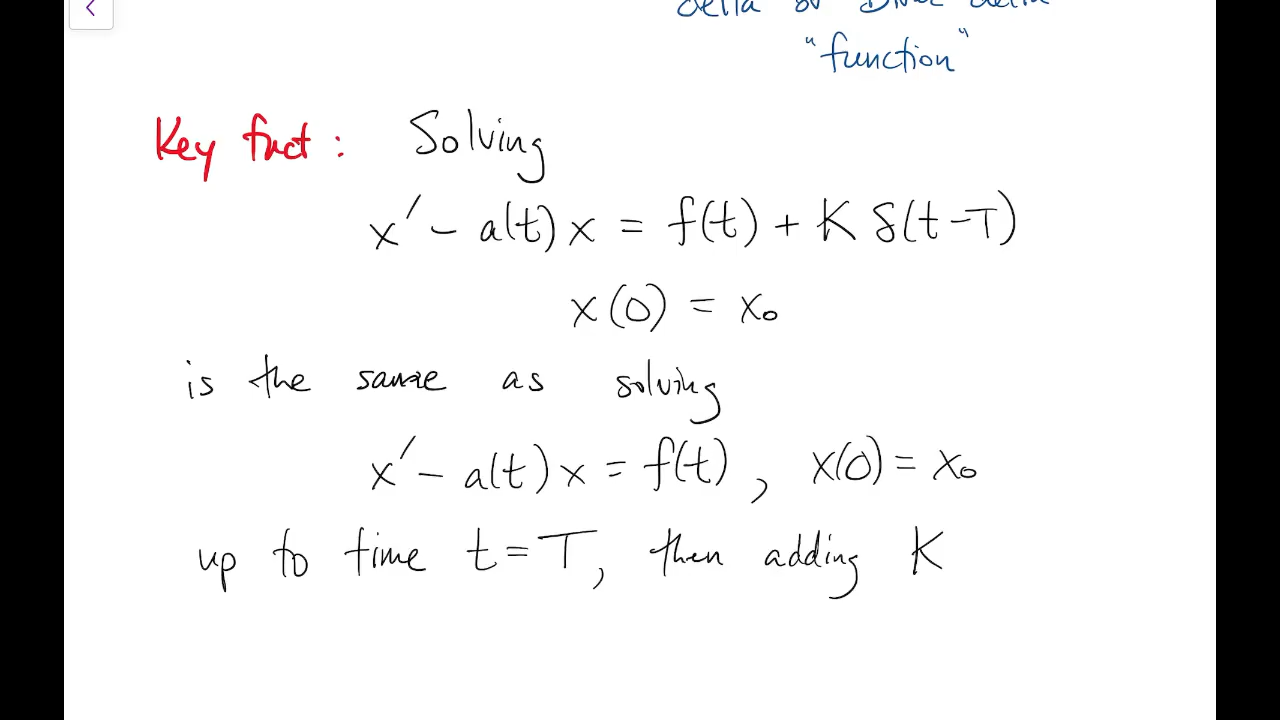 "function"
Key fact: Solving
x' - a(t) x = f(t) + K δ(t-T)
x(0) = x₀
is the same as solving
x' - a(t) x = f(t), x(0) = x₀
up to time t = T, then adding K